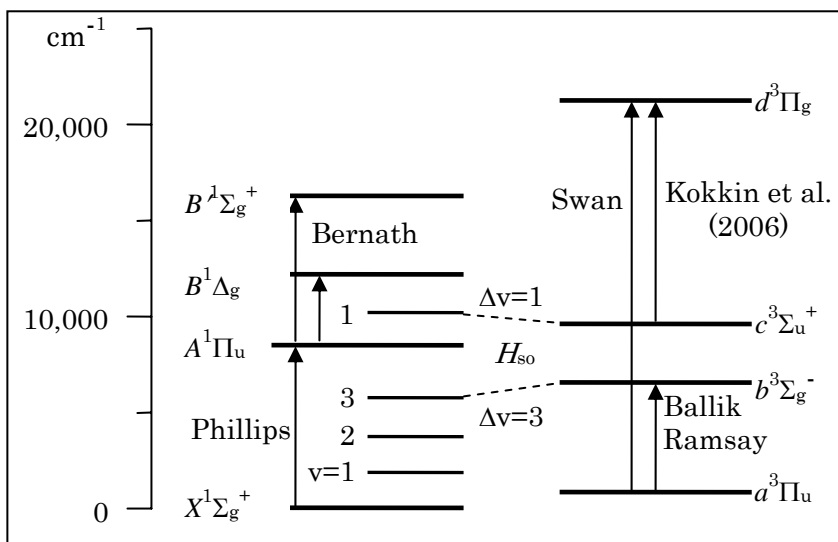 cm⁻¹
20,000
10,000
0
B′¹Σg⁺
Bernath
B¹Δg
1
Δv=1
A¹Πu
Hso
3
Δv=3
Phillips
2
v=1
X¹Σg⁺
d³Πg
Swan
Kokkin et al.
(2006)
c³Σu⁺
b³Σg⁻
Ballik
Ramsay
a³Πu